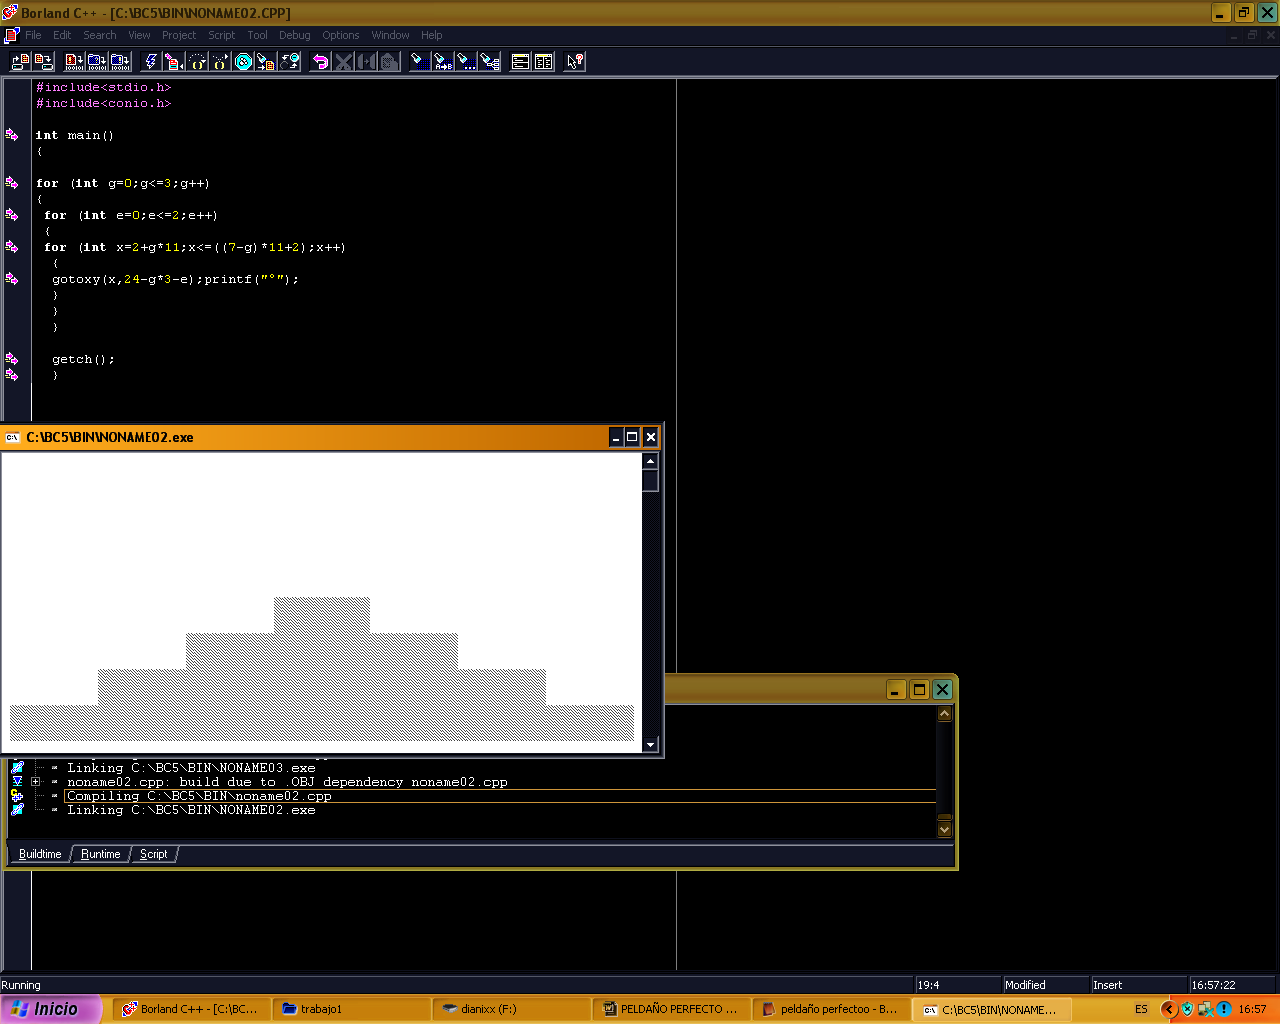 Borland C++ - [C:\BC5\BIN\NONAME02.CPP]
File Edit Search View Project Script Tool Debug Options Window Help
#include<stdio.h>
#include<conio.h>
int main()
{
for (int g=0;g<=3;g++)
{
for (int e=0;e<=2;e++)
{
for (int x=2+g*11;x<=((7-g)*11+2);x++)
{
gotoxy(x,24-g*3-e);printf("°");
}
}
}
getch();
}
C:\BC5\BIN\NONAME02.exe
Linking C:\BC5\BIN\NONAME03.exe
noname02.cpp: build due to .OBJ dependency noname02.cpp
Compiling C:\BC5\BIN\noname02.cpp
Linking C:\BC5\BIN\NONAME02.exe
Buildtime Runtime Script
Running 19:4 Modified Insert 16:57:22
Inicio Borland C++ - [C:\BC... trabajo1 dianixx (F:) PELDAÑO PERFECTO ... peldaño perfectoo - B... C:\BC5\BIN\NONAME... ES 16:57